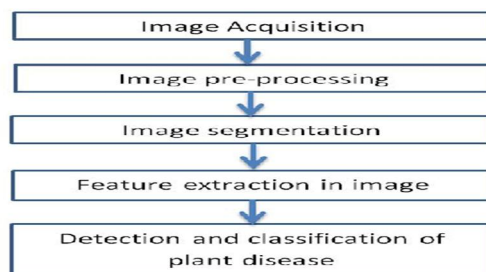 Image Acquisition
Image pre-processing
Image segmentation
Feature extraction in image
Detection and classification of
plant disease